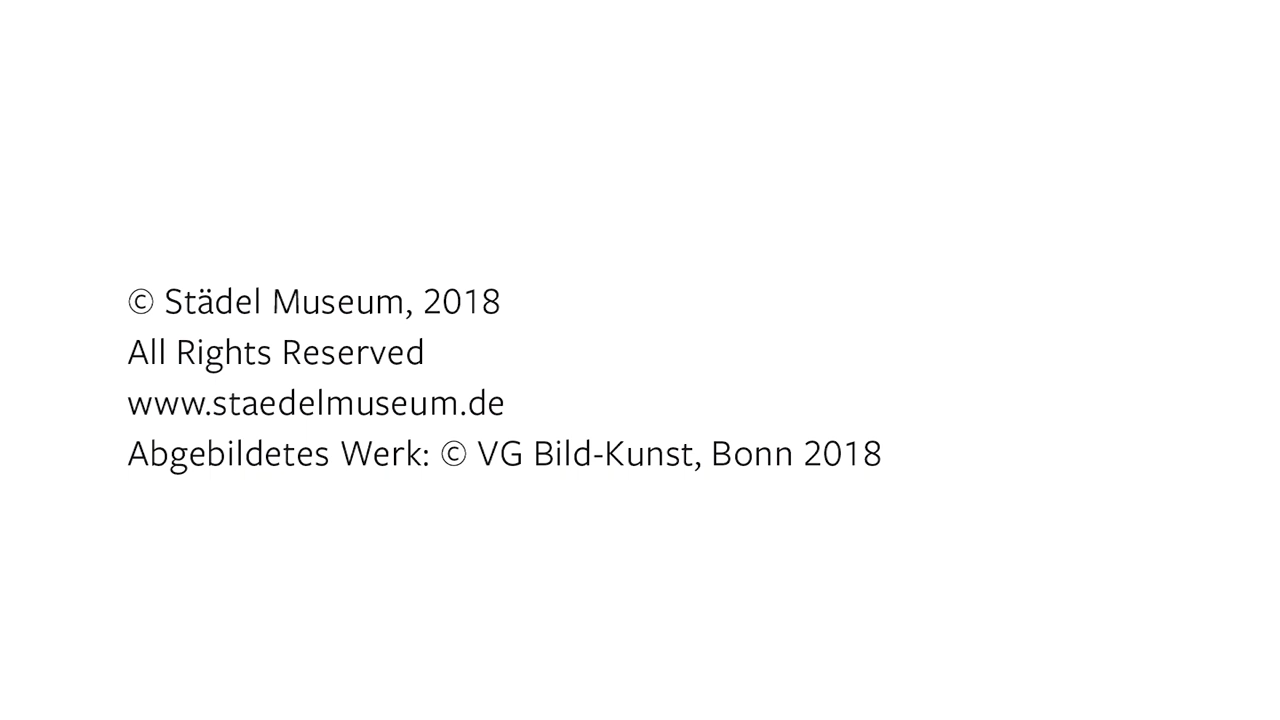 © Städel Museum, 2018
All Rights Reserved
www.staedelmuseum.de
Abgebildetes Werk: © VG Bild-Kunst, Bonn 2018